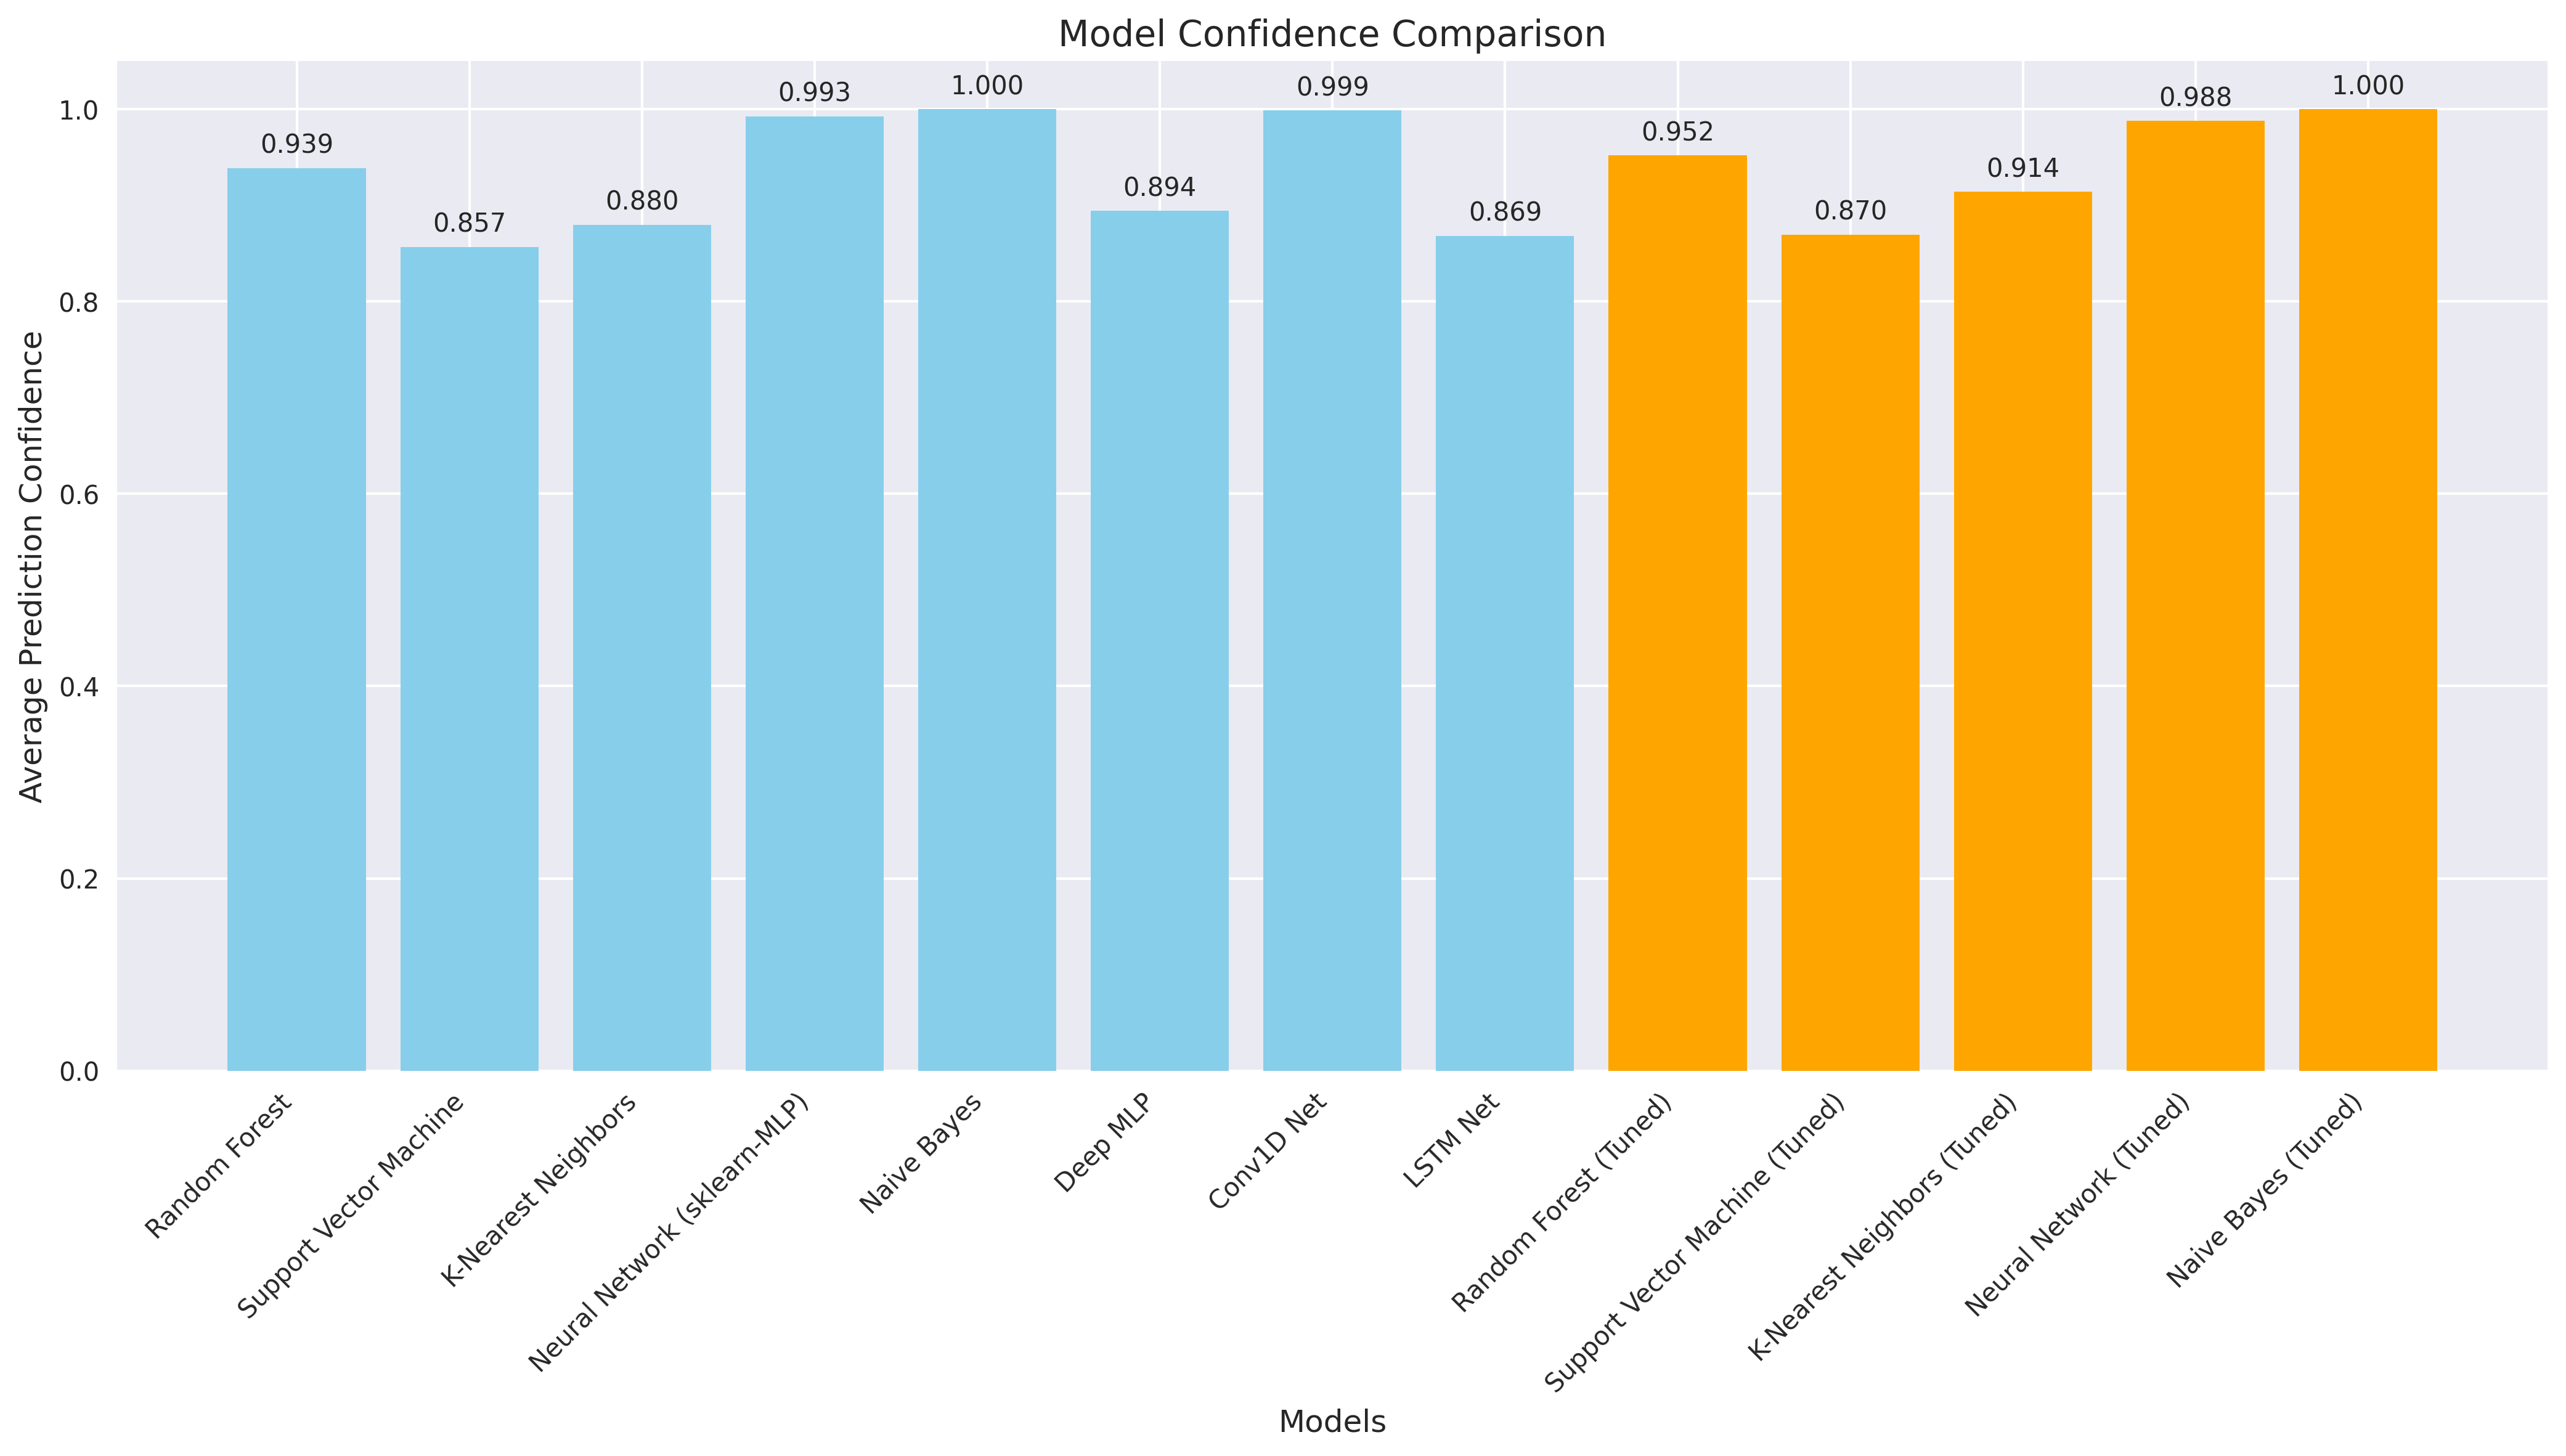 Model Confidence Comparison
Average Prediction Confidence
1.0
0.8
0.6
0.4
0.2
0.0
0.939
0.857
0.880
0.993
1.000
0.894
0.999
0.869
0.952
0.870
0.914
0.988
1.000
Random Forest
Support Vector Machine
K-Nearest Neighbors
Neural Network (sklearn-MLP)
Naive Bayes
Deep MLP
Conv1D Net
LSTM Net
Random Forest (Tuned)
Support Vector Machine (Tuned)
K-Nearest Neighbors (Tuned)
Neural Network (Tuned)
Naive Bayes (Tuned)
Models